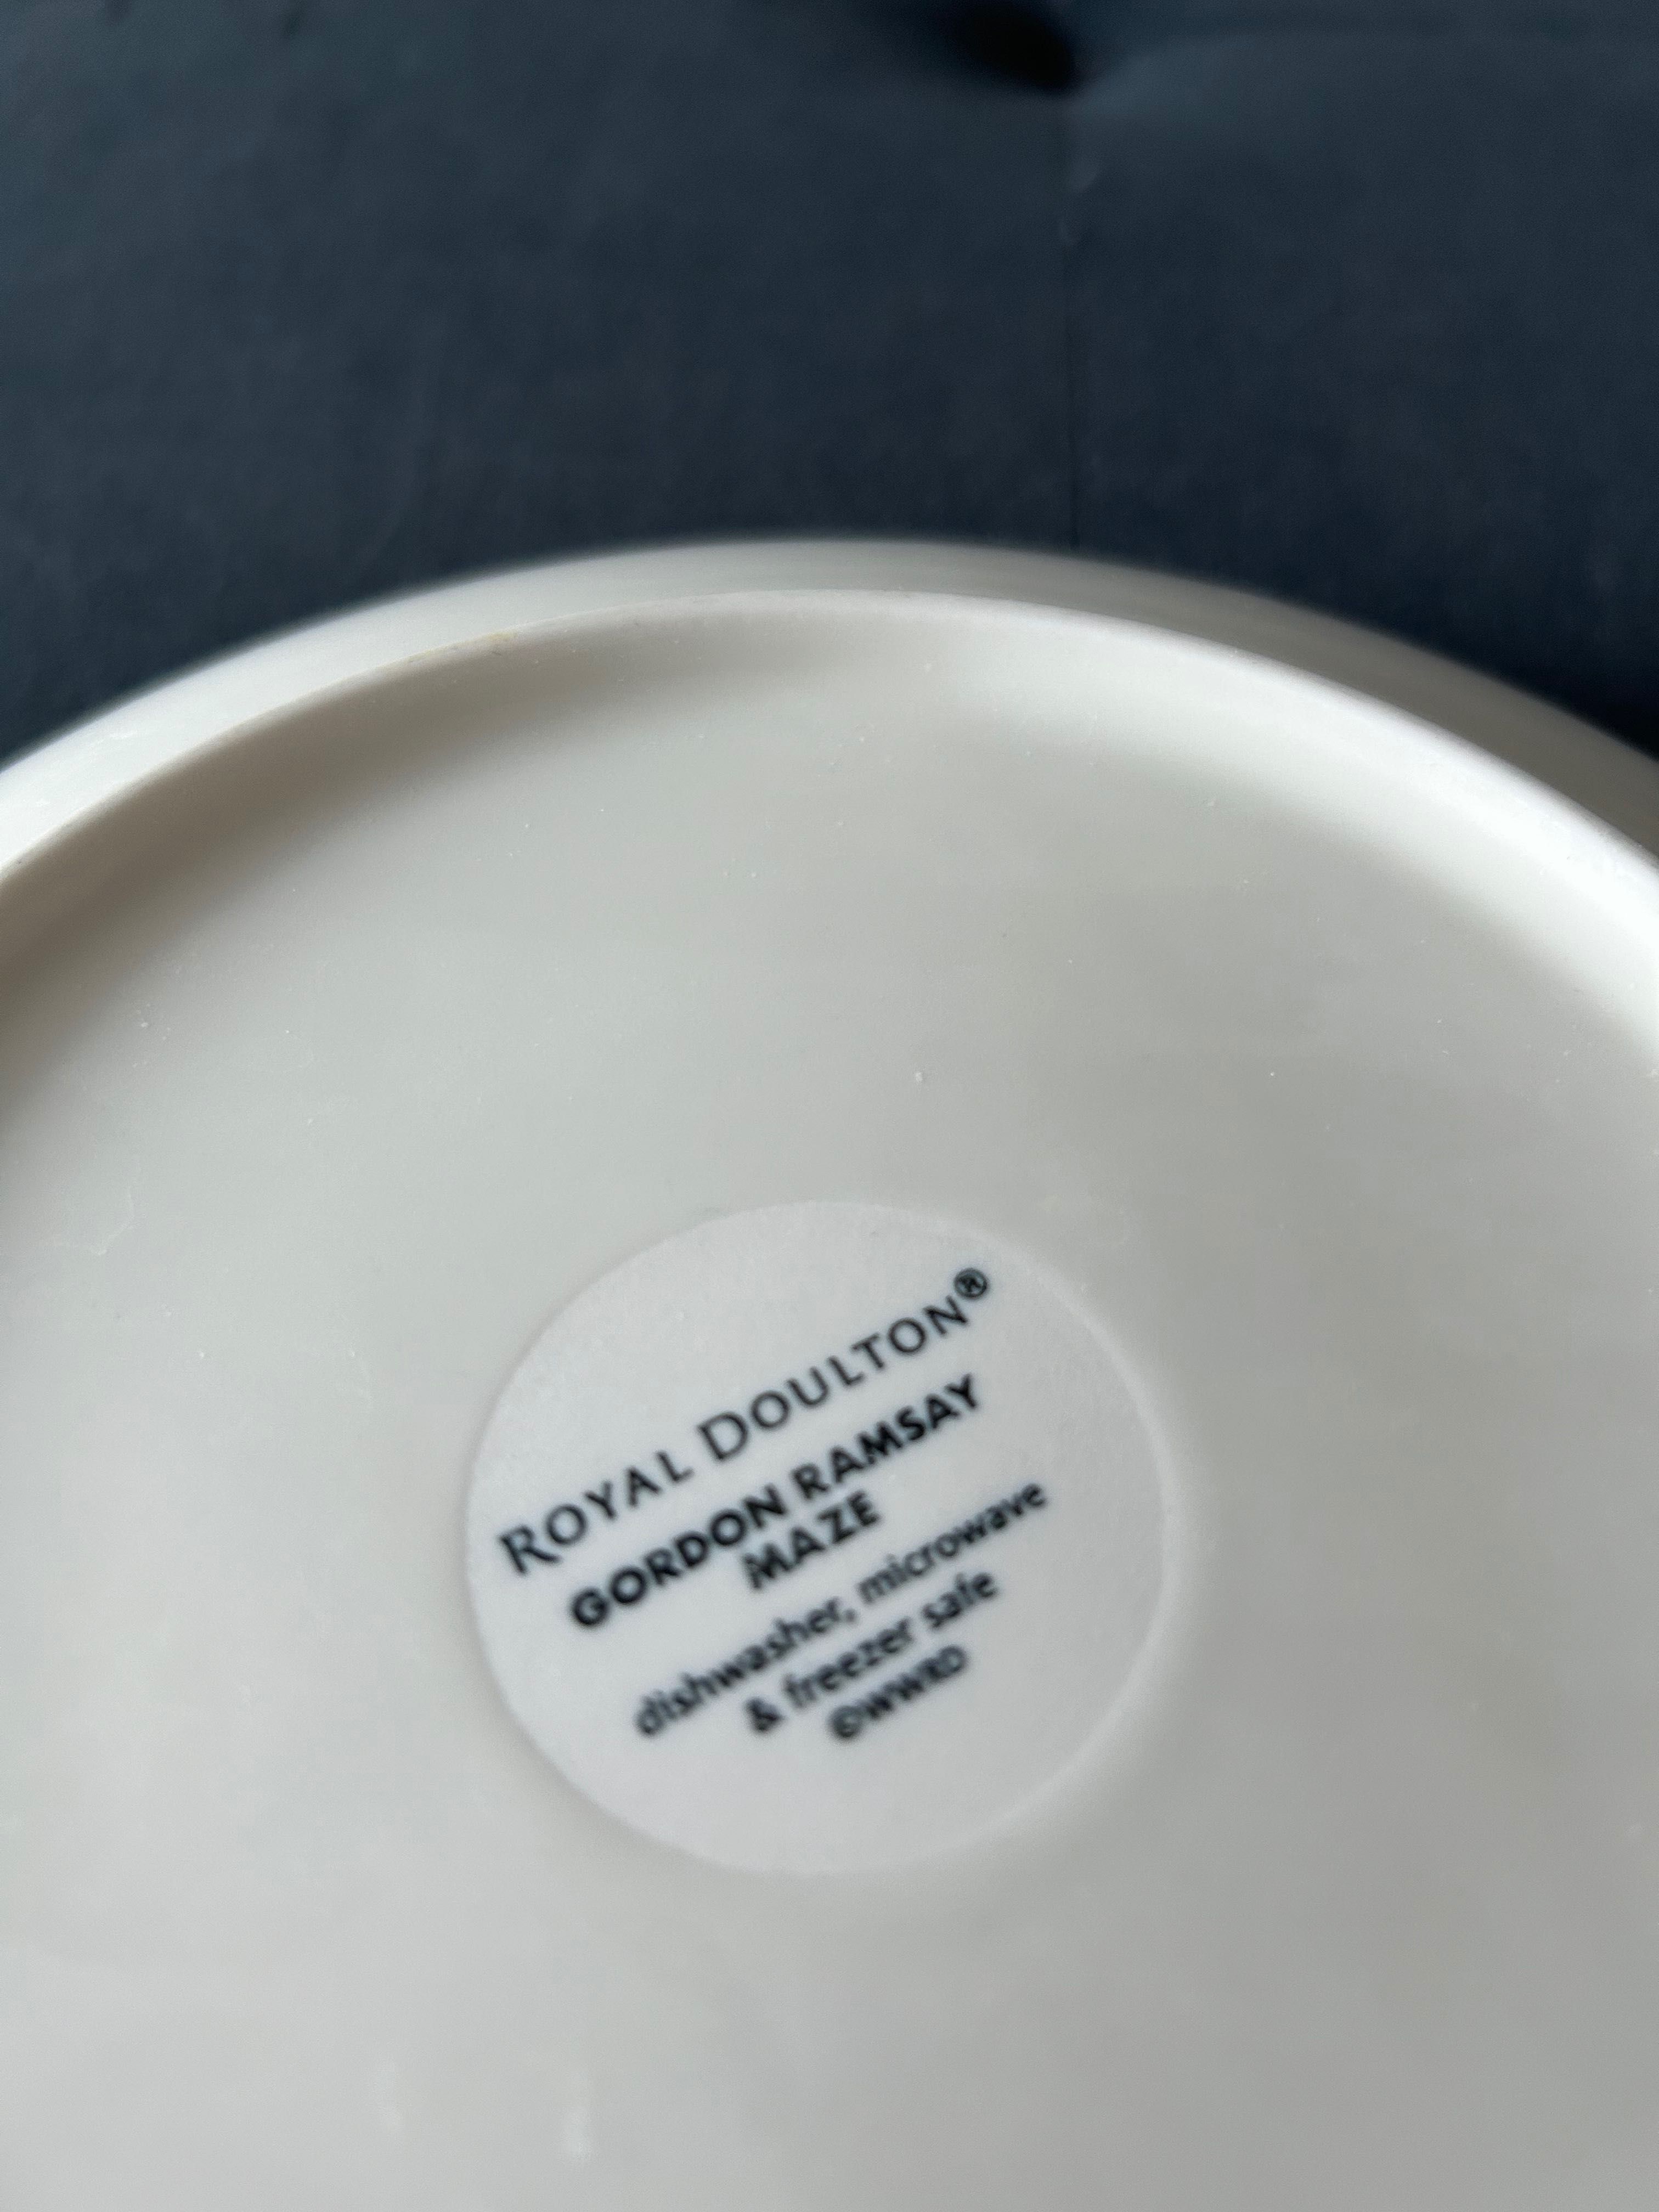 ROYAL DOULTON®
GORDON RAMSAY
MAZE
dishwasher, microwave
& freezer safe
©WWRD